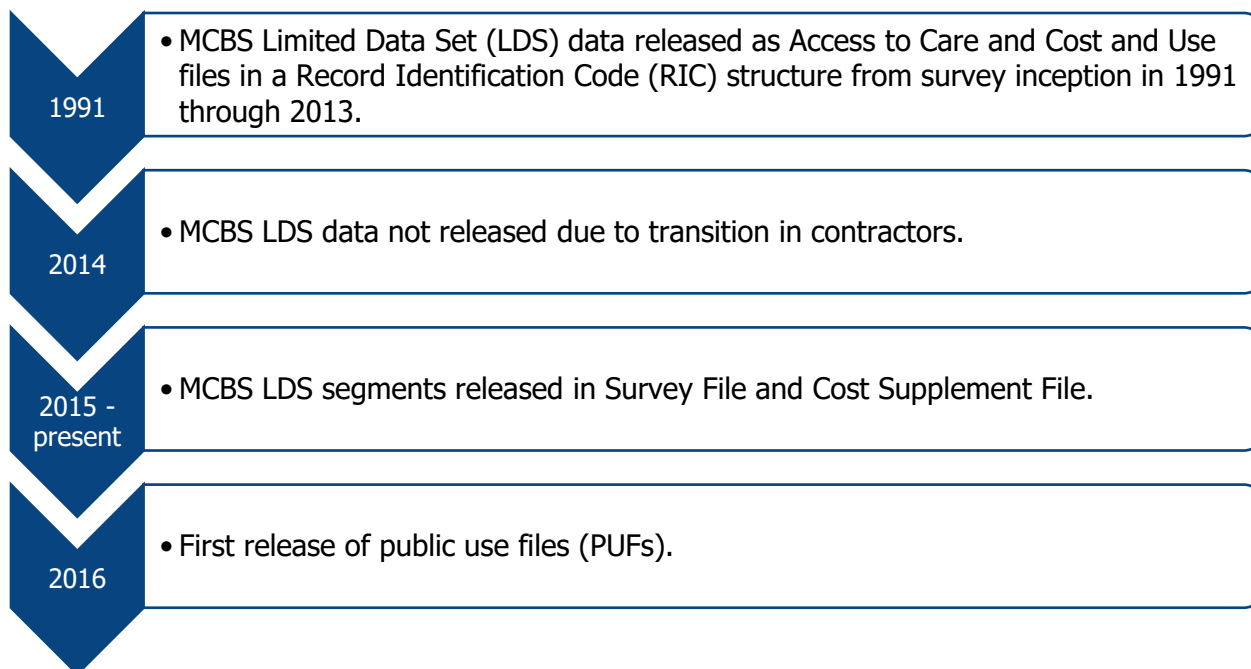 1991
• MCBS Limited Data Set (LDS) data released as Access to Care and Cost and Use
files in a Record Identification Code (RIC) structure from survey inception in 1991
through 2013.
2014
• MCBS LDS data not released due to transition in contractors.
2015 -
present
• MCBS LDS segments released in Survey File and Cost Supplement File.
2016
• First release of public use files (PUFs).